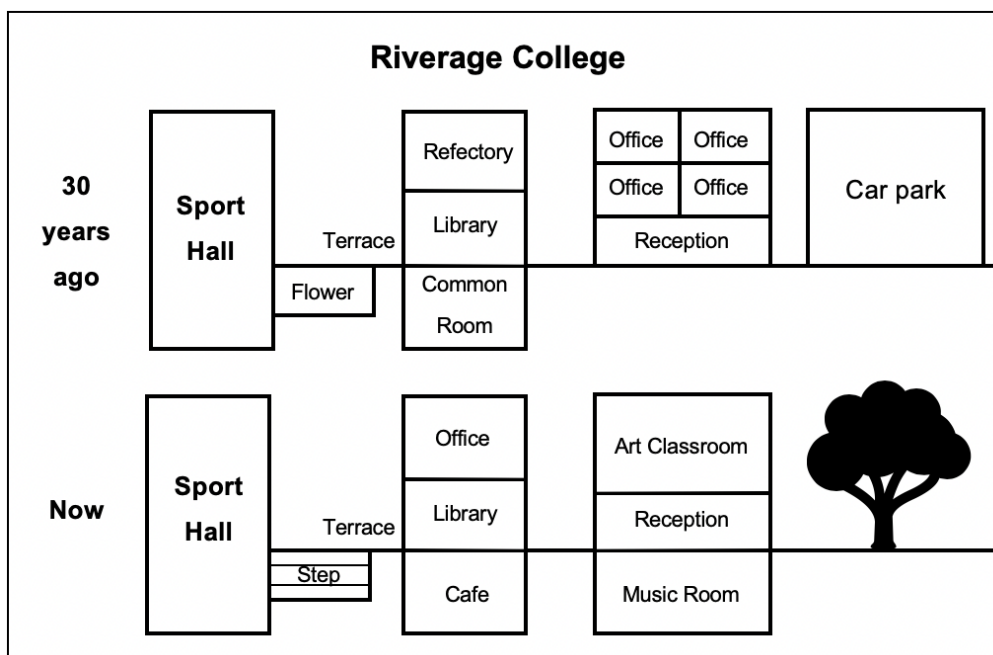 Riverage College
30
years
ago
Sport
Hall
Terrace
Flower
Refectory
Library
Common
Room
Office Office
Office Office
Reception
Car park
Now
Sport
Hall
Terrace
Step
Office
Library
Cafe
Art Classroom
Reception
Music Room